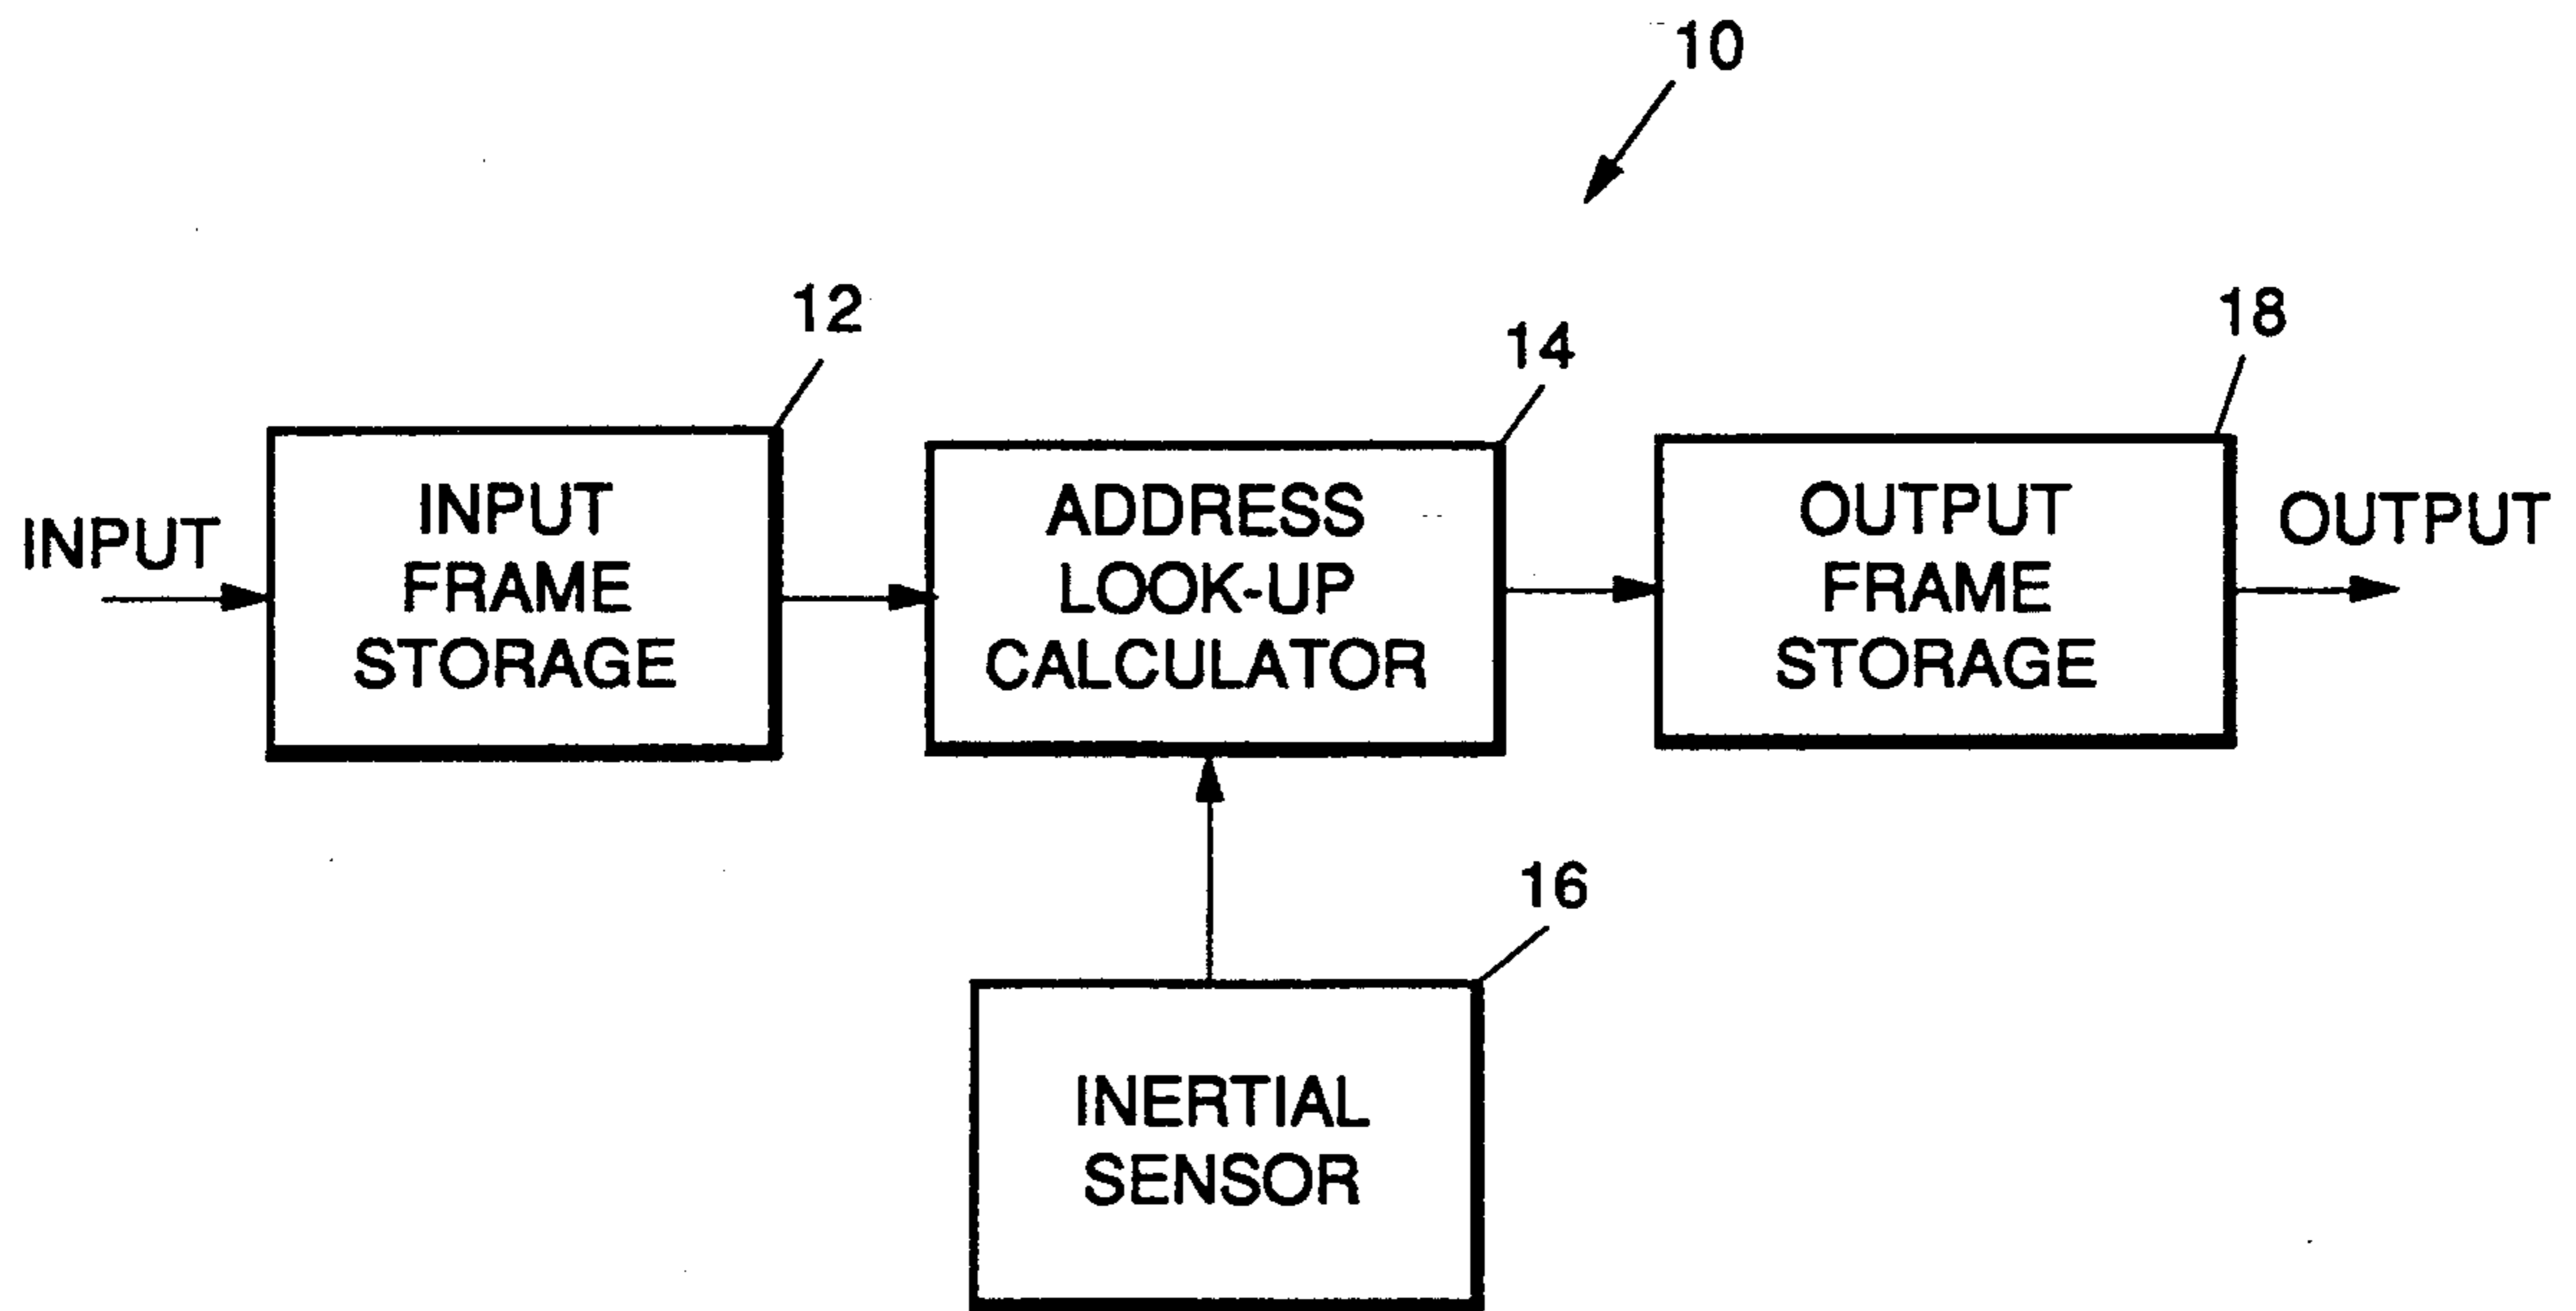 10
12
14
18
INPUT
INPUT
FRAME
STORAGE
ADDRESS
LOOK-UP
CALCULATOR
OUTPUT
FRAME
STORAGE
OUTPUT
16
INERTIAL
SENSOR